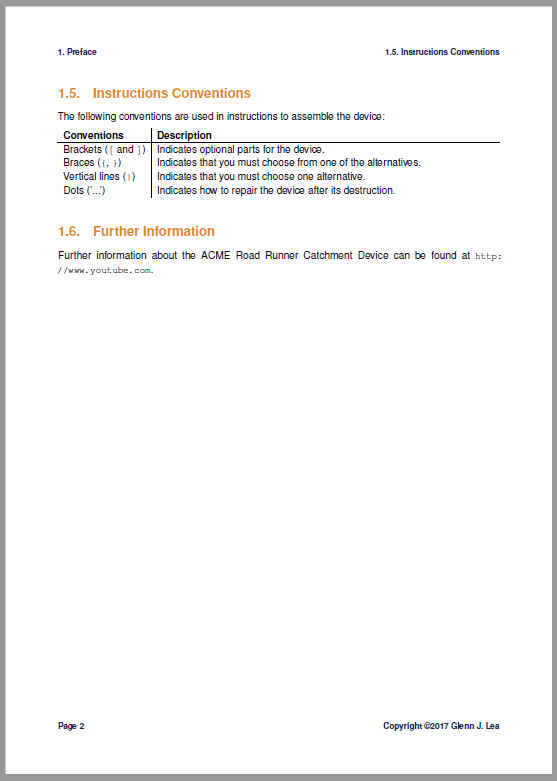 1. Preface 1.5. Instructions Conventions
1.5. Instructions Conventions
The following conventions are used in instructions to assemble the device:
Conventions Description
Brackets ([ and ]) Indicates optional parts for the device.
Braces ({, }) Indicates that you must choose from one of the alternatives.
Vertical lines (|) Indicates that you must choose one alternative.
Dots ('...') Indicates how to repair the device after its destruction.
1.6. Further Information
Further information about the ACME Road Runner Catchment Device can be found at http:
//www.youtube.com.
Page 2 Copyright ©2017 Glenn J. Lea